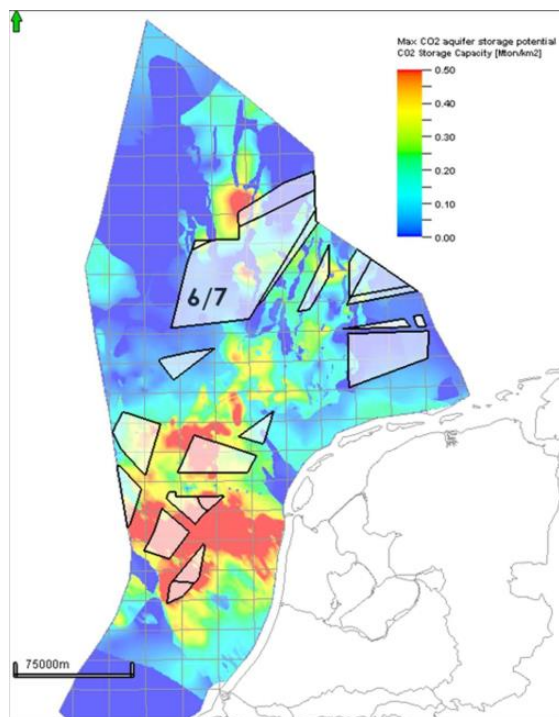 Max CO2 aquifer storage potential
CO2 Storage Capacity [Mton/km2]
0.50
0.40
0.30
0.20
0.10
0.00
6/7
75000m